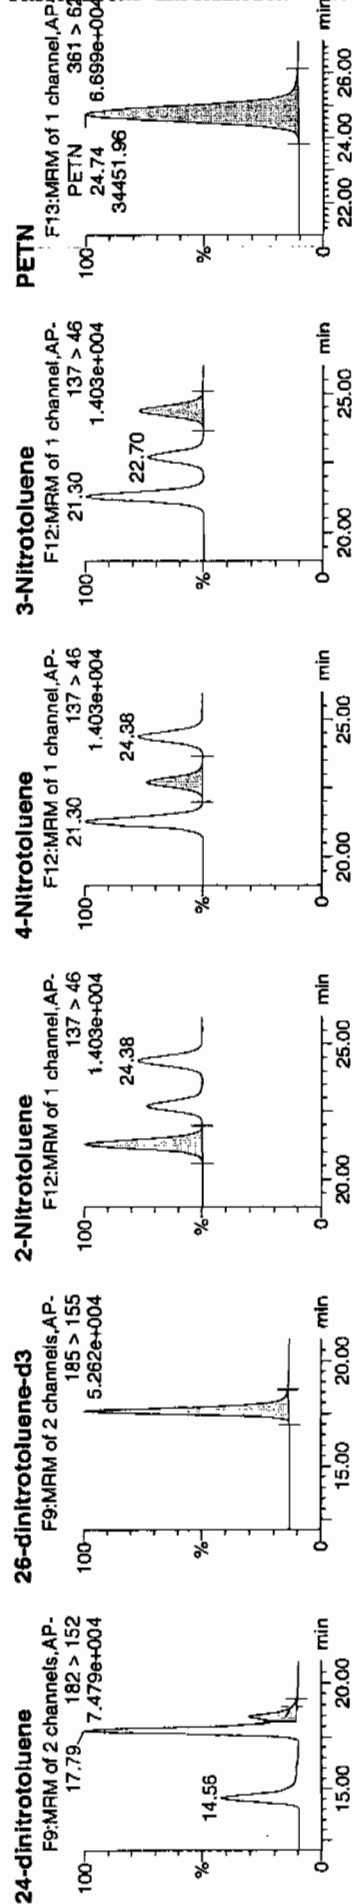 24-dinitrotoluene
F9:MRM of 2 channels,AP-
182 > 152
17.79
7.479e+004
14.56
100
%
0
15.00 20.00
min
26-dinitrotoluene-d3
F9:MRM of 2 channels,AP-
185 > 155
5.262e+004
100
%
0
15.00 20.00
min
2-Nitrotoluene
F12:MRM of 1 channel,AP-
137 > 46
1.403e+004
24.38
100
%
0
20.00 25.00
min
4-Nitrotoluene
F12:MRM of 1 channel,AP-
21.30 137 > 46
1.403e+004
24.38
100
%
0
20.00 25.00
min
3-Nitrotoluene
F12:MRM of 1 channel,AP-
21.30 137 > 46
1.403e+004
22.70
100
%
0
20.00 25.00
min
PETN
F13:MRM of 1 channel,AP-
PETN 361 > 62
24.74 6.699e+004
34451.96
100
%
0
22.00 24.00 26.00
min